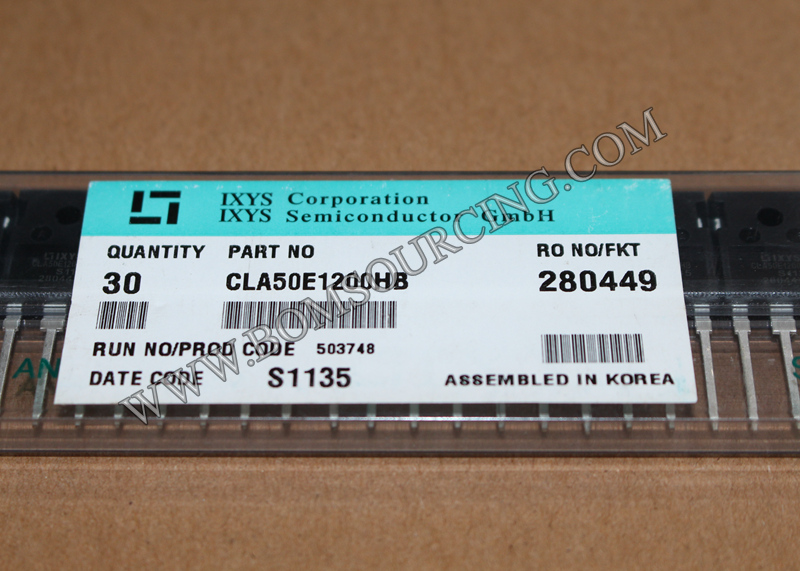 IXYS Corporation
IXYS Semiconductor GmbH
QUANTITY PART NO RO NO/FKT
30 CLA50E1200HB 280449
RUN NO/PROD CODE 503748
DATE CODE S1135 ASSEMBLED IN KOREA
WWW.BOMSOURCING.COM
AN